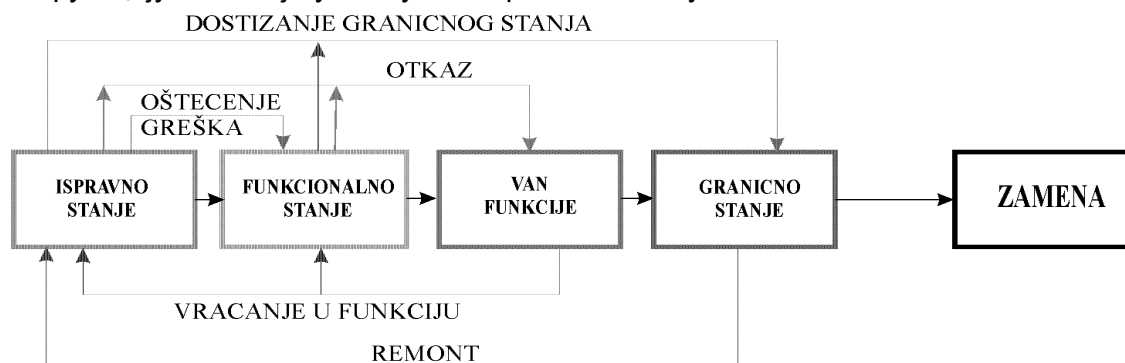 DOSTIZANJE GRANICNOG STANJA
OTKAZ
OŠTECENJE
GREŠKA
ISPRAVNO
STANJE
FUNKCIONALNO
STANJE
VAN
FUNKCIJE
GRANICNO
STANJE
ZAMENA
VRACANJE U FUNKCIJU
REMONT